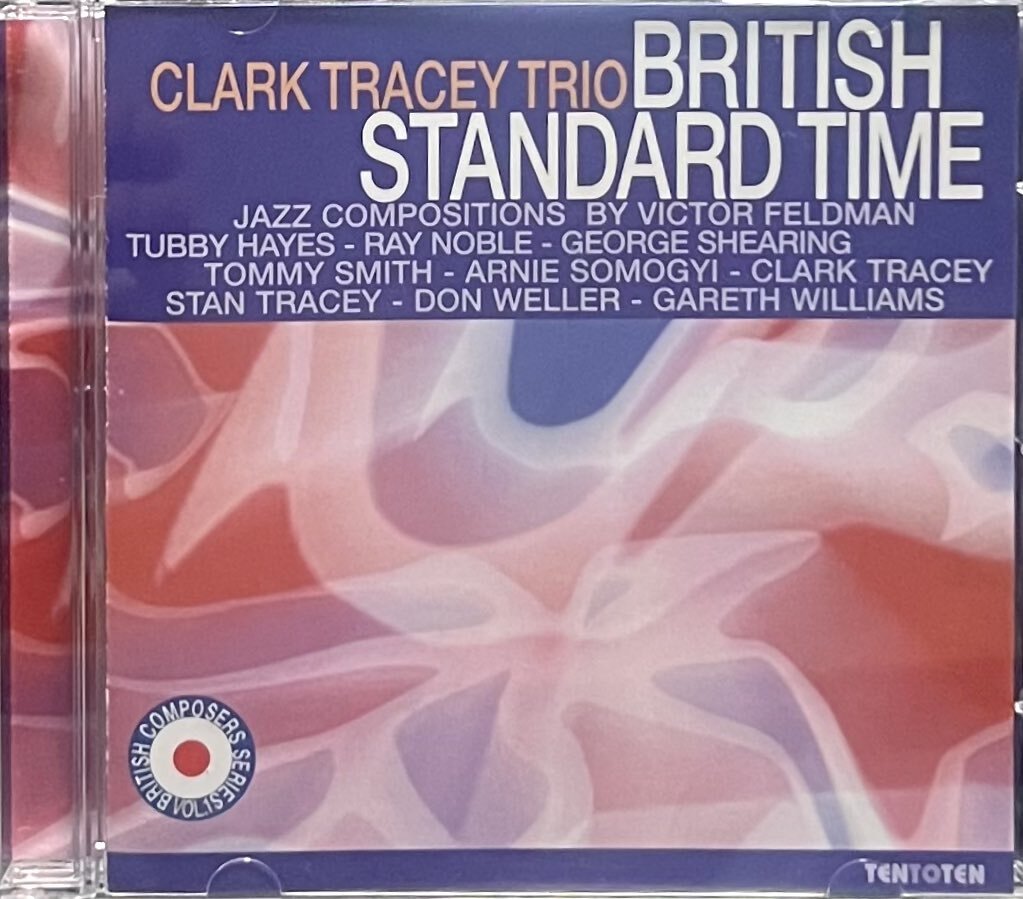 CLARK TRACEY TRIO BRITISH
STANDARD TIME
JAZZ COMPOSITIONS BY VICTOR FELDMAN
TUBBY HAYES - RAY NOBLE - GEORGE SHEARING
TOMMY SMITH - ARNIE SOMOGYI - CLARK TRACEY
STAN TRACEY - DON WELLER - GARETH WILLIAMS
BRITISH COMPOSERS SERIES VOL.1
TENTOTEN